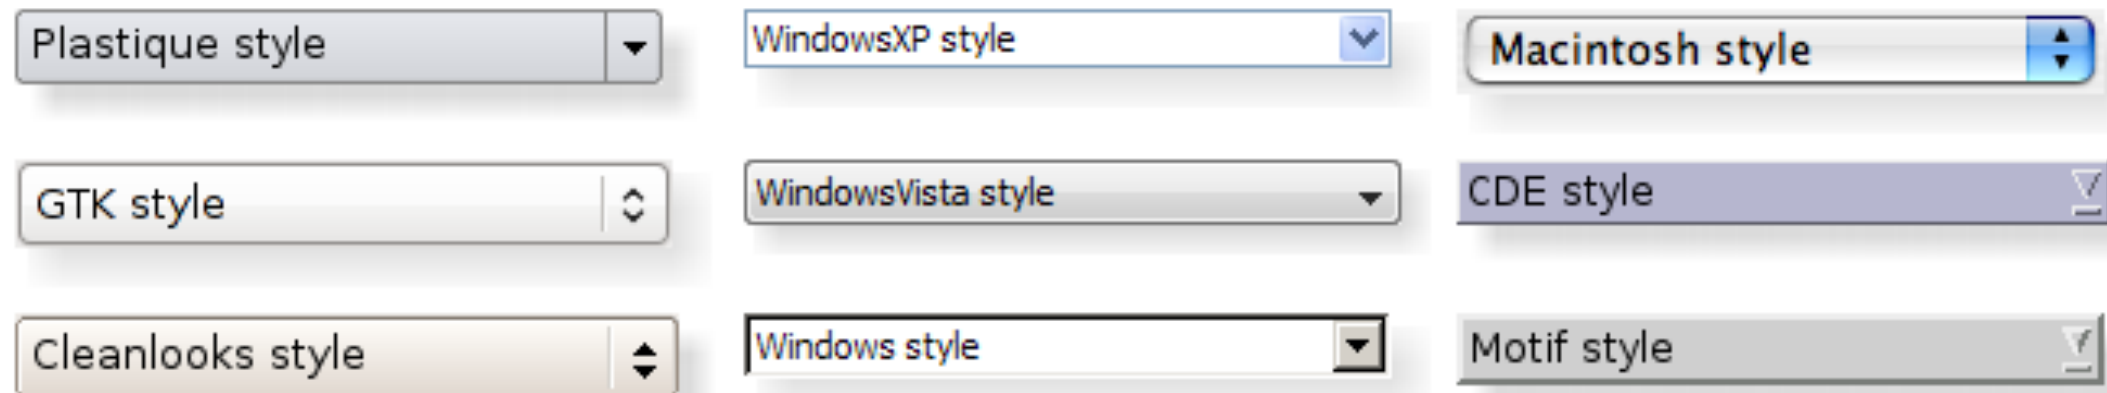 Plastique style
WindowsXP style
Macintosh style
GTK style
WindowsVista style
CDE style
Cleanlooks style
Windows style
Motif style